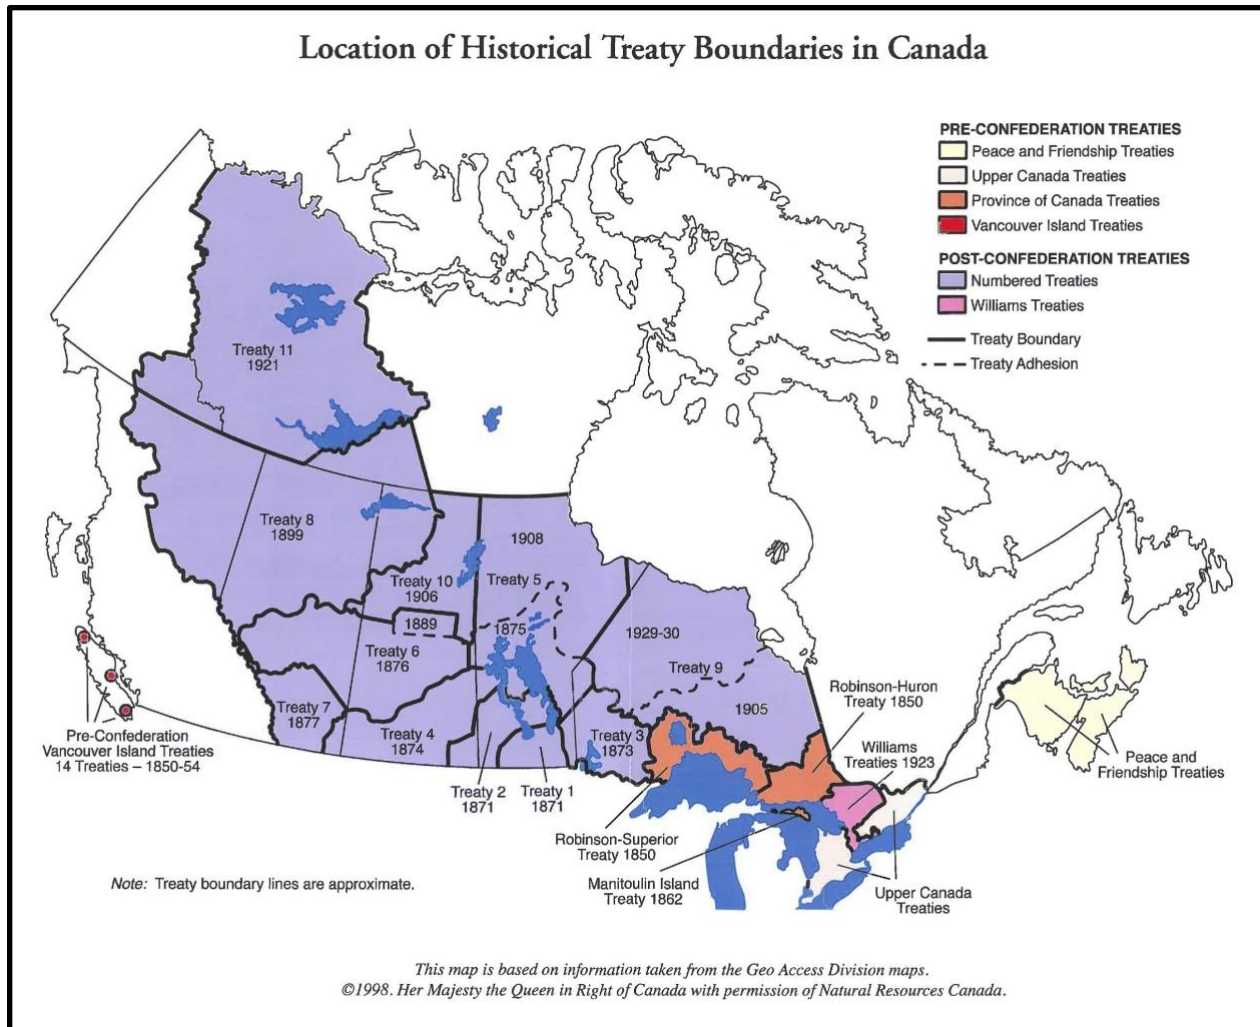 Location of Historical Treaty Boundaries in Canada
PRE-CONFEDERATION TREATIES
Peace and Friendship Treaties
Upper Canada Treaties
Province of Canada Treaties
Vancouver Island Treaties
POST-CONFEDERATION TREATIES
Numbered Treaties
Williams Treaties
Treaty Boundary
Treaty Adhesion
Treaty 11
1921
Treaty 8
1899
1908
Treaty 10
1906
Treaty 5
1889
1875
Treaty 6
1876
1929-30
Treaty 9
1905
Treaty 7
1877
Treaty 4
1874
Treaty 3
1873
Treaty 2
1871
Treaty 1
1871
Pre-Confederation
Vancouver Island Treaties
14 Treaties – 1850-54
Robinson-Huron
Treaty 1850
Williams
Treaties 1923
Peace and
Friendship Treaties
Robinson-Superior
Treaty 1850
Manitoulin Island
Treaty 1862
Upper Canada
Treaties
Note: Treaty boundary lines are approximate.
This map is based on information taken from the Geo Access Division maps.
©1998. Her Majesty the Queen in Right of Canada with permission of Natural Resources Canada.